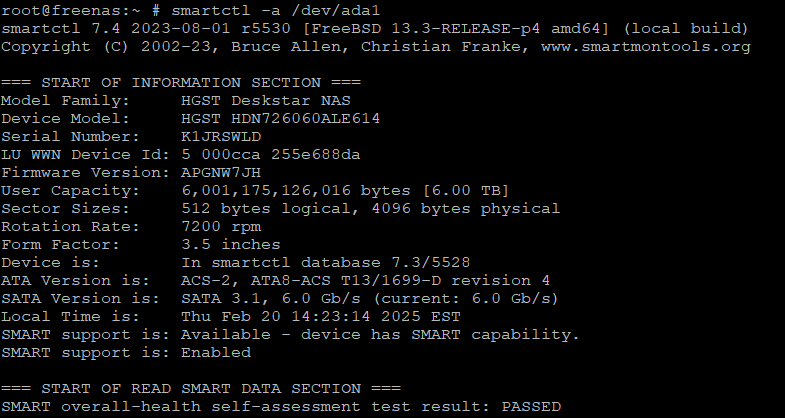 root@freenas:~ # smartctl -a /dev/ada1
smartctl 7.4 2023-08-01 r5530 [FreeBSD 13.3-RELEASE-p4 amd64] (local build)
Copyright (C) 2002-23, Bruce Allen, Christian Franke, www.smartmontools.org

=== START OF INFORMATION SECTION ===
Model Family:     HGST Deskstar NAS
Device Model:     HGST HDN726060ALE614
Serial Number:    K1JRSWLD
LU WWN Device Id: 5 000cca 255e688da
Firmware Version: APGNW7JH
User Capacity:    6,001,175,126,016 bytes [6.00 TB]
Sector Sizes:     512 bytes logical, 4096 bytes physical
Rotation Rate:    7200 rpm
Form Factor:      3.5 inches
Device is:        In smartctl database 7.3/5528
ATA Version is:   ACS-2, ATA8-ACS T13/1699-D revision 4
SATA Version is:  SATA 3.1, 6.0 Gb/s (current: 6.0 Gb/s)
Local Time is:    Thu Feb 20 14:23:14 2025 EST
SMART support is: Available - device has SMART capability.
SMART support is: Enabled

=== START OF READ SMART DATA SECTION ===
SMART overall-health self-assessment test result: PASSED